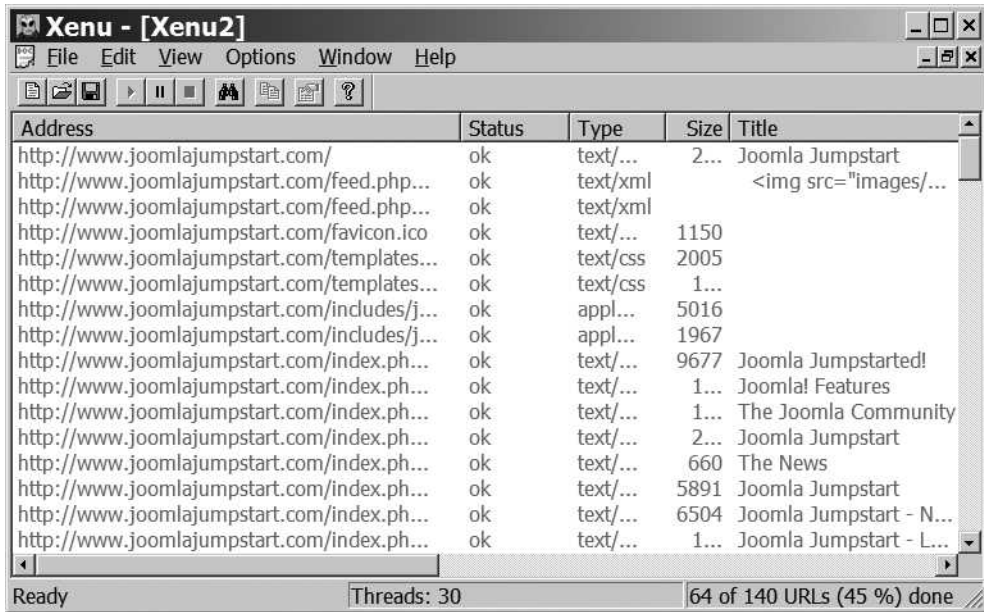 Xenu - [Xenu2]
File Edit View Options Window Help
Address Status Type Size Title
http://www.joomlajumpstart.com/ ok text/... 2... Joomla Jumpstart
http://www.joomlajumpstart.com/feed.php... ok text/xml <img src="images/...
http://www.joomlajumpstart.com/feed.php... ok text/xml
http://www.joomlajumpstart.com/favicon.ico ok text/... 1150
http://www.joomlajumpstart.com/templates... ok text/css 2005
http://www.joomlajumpstart.com/templates... ok text/css 1...
http://www.joomlajumpstart.com/includes/j... ok appl... 5016
http://www.joomlajumpstart.com/includes/j... ok appl... 1967
http://www.joomlajumpstart.com/index.ph... ok text/... 9677 Joomla Jumpstarted!
http://www.joomlajumpstart.com/index.ph... ok text/... 1... Joomla! Features
http://www.joomlajumpstart.com/index.ph... ok text/... 1... The Joomla Community
http://www.joomlajumpstart.com/index.ph... ok text/... 2... Joomla Jumpstart
http://www.joomlajumpstart.com/index.ph... ok text/... 660 The News
http://www.joomlajumpstart.com/index.ph... ok text/... 5891 Joomla Jumpstart
http://www.joomlajumpstart.com/index.ph... ok text/... 6504 Joomla Jumpstart - N...
http://www.joomlajumpstart.com/index.ph... ok text/... 1... Joomla Jumpstart - L...
Ready Threads: 30 64 of 140 URLs (45 %) done